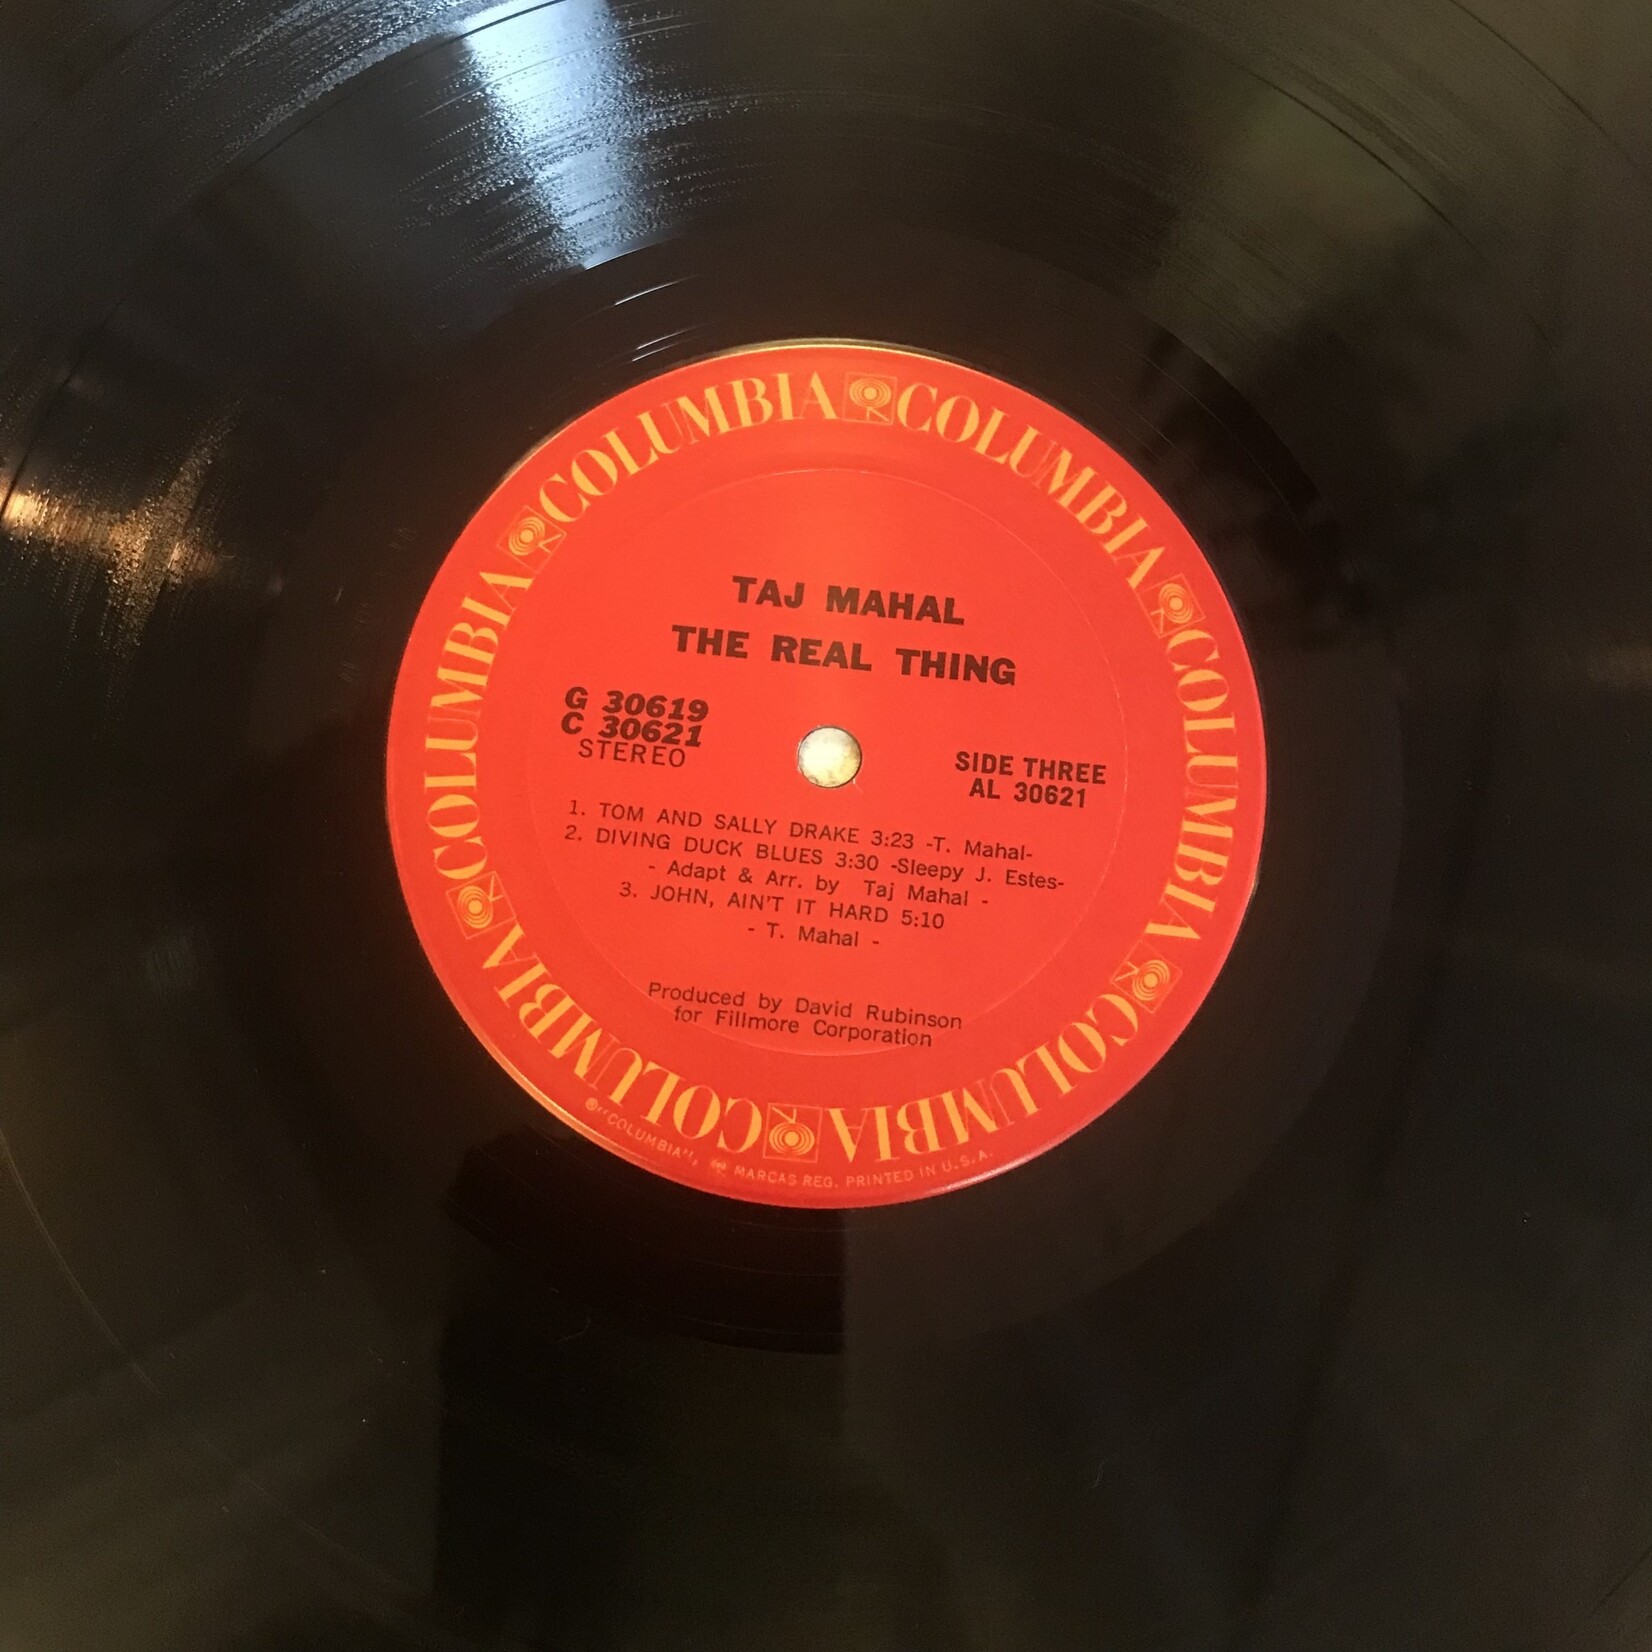 COLUMBIA COLUMBIA COLUMBIA COLUMBIA COLUMBIA COLUMBIA
TAJ MAHAL
THE REAL THING
G 30619
C 30621
STEREO
SIDE THREE
AL 30621
1. TOM AND SALLY DRAKE 3:23 -T. Mahal-
2. DIVING DUCK BLUES 3:30 -Sleepy J. Estes-
- Adapt & Arr. by Taj Mahal -
3. JOHN, AIN'T IT HARD 5:10
- T. Mahal -
Produced by David Rubinson
for Fillmore Corporation
®"COLUMBIA", MARCAS REG. PRINTED IN U.S.A.